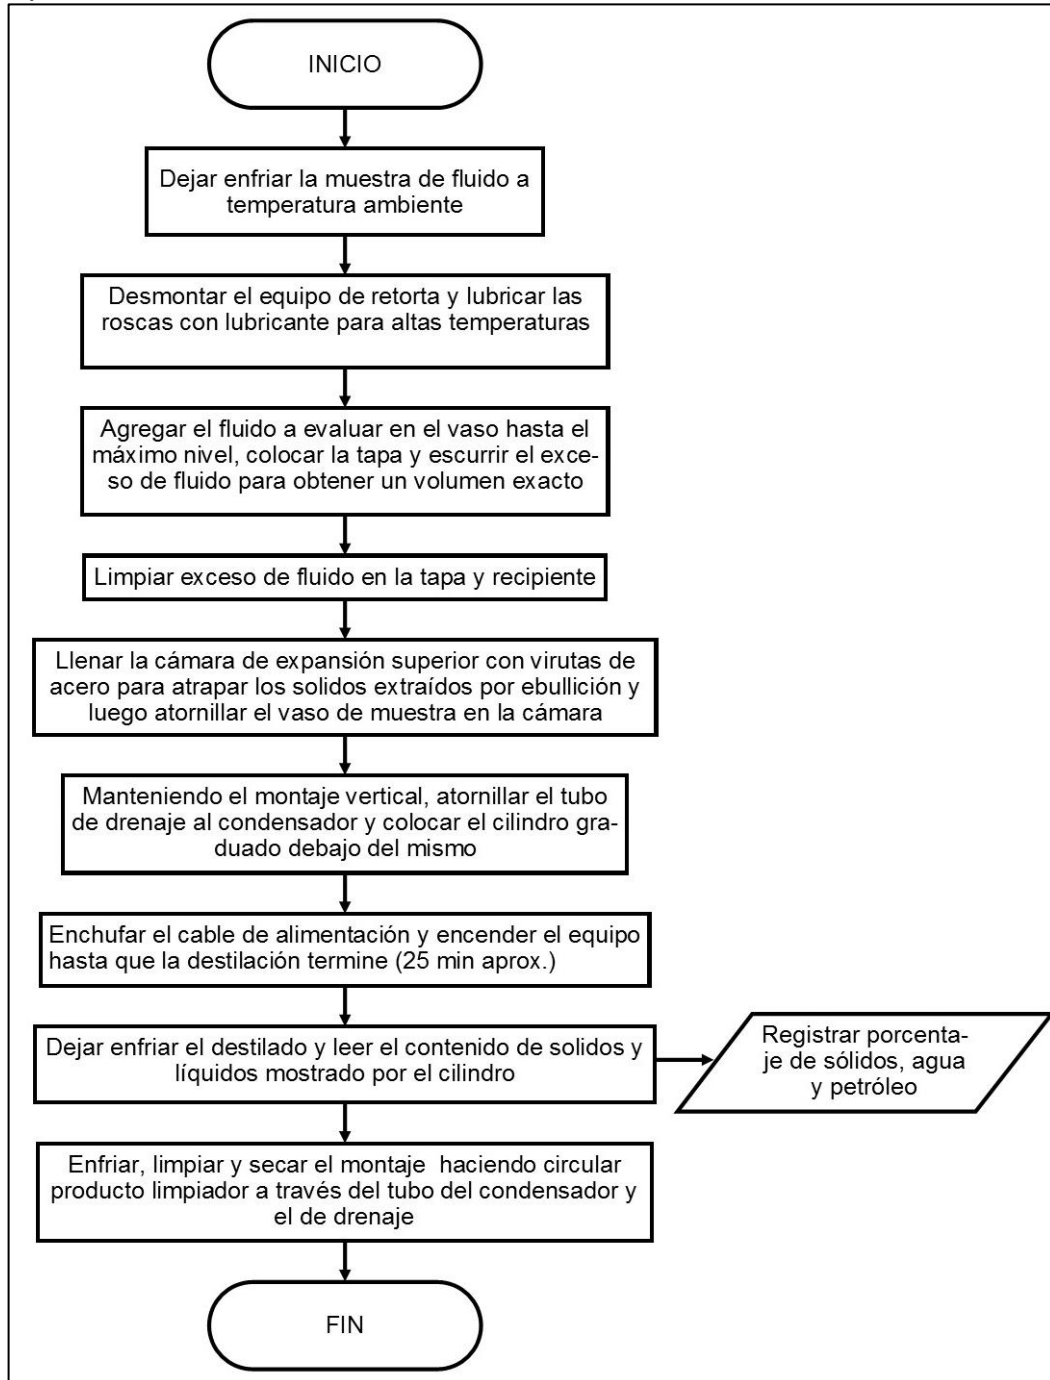 INICIO
Dejar enfriar la muestra de fluido a
temperatura ambiente
Desmontar el equipo de retorta y lubricar las
roscas con lubricante para altas temperaturas
Agregar el fluido a evaluar en el vaso hasta el
máximo nivel, colocar la tapa y escurrir el exce-
so de fluido para obtener un volumen exacto
Limpiar exceso de fluido en la tapa y recipiente
Llenar la cámara de expansión superior con virutas de
acero para atrapar los solidos extraídos por ebullición y
luego atornillar el vaso de muestra en la cámara
Manteniendo el montaje vertical, atornillar el tubo
de drenaje al condensador y colocar el cilindro gra-
duado debajo del mismo
Enchufar el cable de alimentación y encender el equipo
hasta que la destilación termine (25 min aprox.)
Dejar enfriar el destilado y leer el contenido de solidos y
líquidos mostrado por el cilindro
Registrar porcenta-
je de sólidos, agua
y petróleo
Enfriar, limpiar y secar el montaje haciendo circular
producto limpiador a través del tubo del condensador y
el de drenaje
FIN